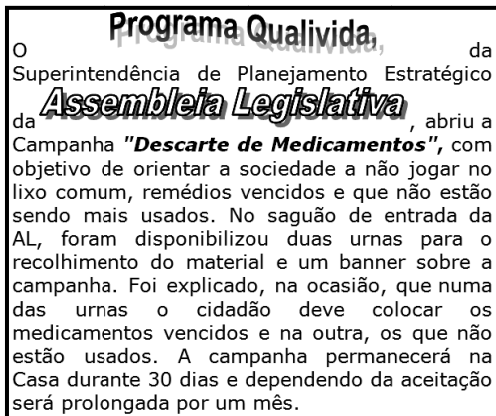 O Programa Qualivida, da
Superintendência de Planejamento Estratégico
da Assembleia Legislativa, abriu a
Campanha "Descarte de Medicamentos", com
objetivo de orientar a sociedade a não jogar no
lixo comum, remédios vencidos e que não estão
sendo mais usados. No saguão de entrada da
AL, foram disponibilizou duas urnas para o
recolhimento do material e um banner sobre a
campanha. Foi explicado, na ocasião, que numa
das urnas o cidadão deve colocar os
medicamentos vencidos e na outra, os que não
estão usados. A campanha permanecerá na
Casa durante 30 dias e dependendo da aceitação
será prolongada por um mês.